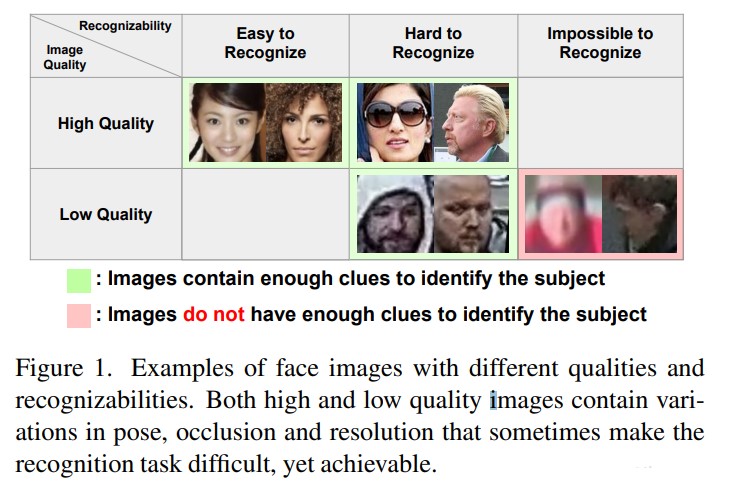 Recognizability
Image
Quality
Easy to
Recognize
Hard to
Recognize
Impossible to
Recognize
High Quality
Low Quality
: Images contain enough clues to identify the subject
: Images do not have enough clues to identify the subject
Figure 1. Examples of face images with different qualities and
recognizabilities. Both high and low quality images contain vari-
ations in pose, occlusion and resolution that sometimes make the
recognition task difficult, yet achievable.